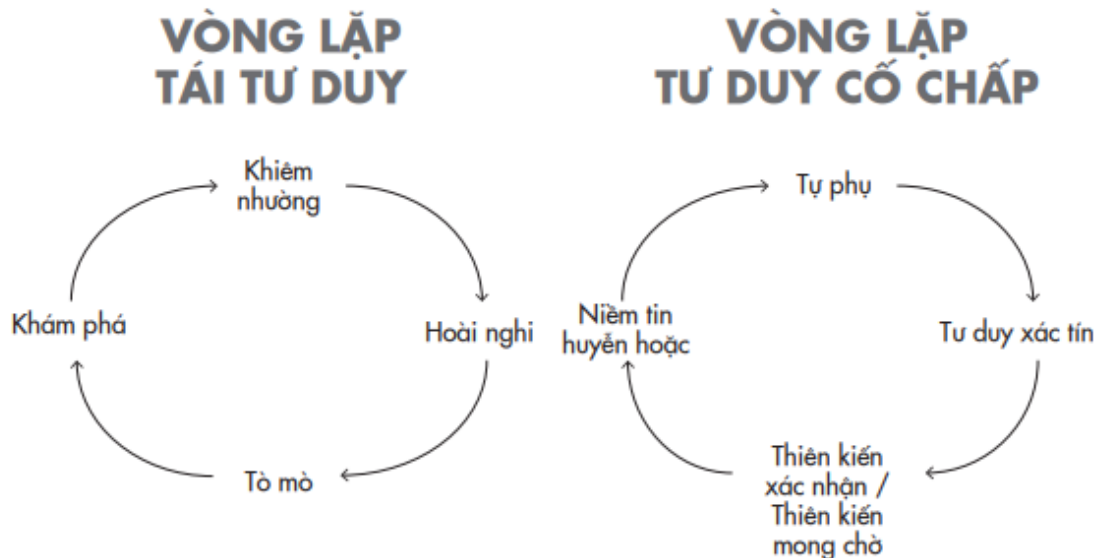 VÒNG LẶP
TÁI TƯ DUY
Khiêm
nhường
Hoài nghi
Tò mò
Khám phá
VÒNG LẶP
TƯ DUY CỐ CHẤP
Tự phụ
Tư duy xác tín
Thiên kiến
xác nhận /
Thiên kiến
mong chờ
Niềm tin
huyễn hoặc